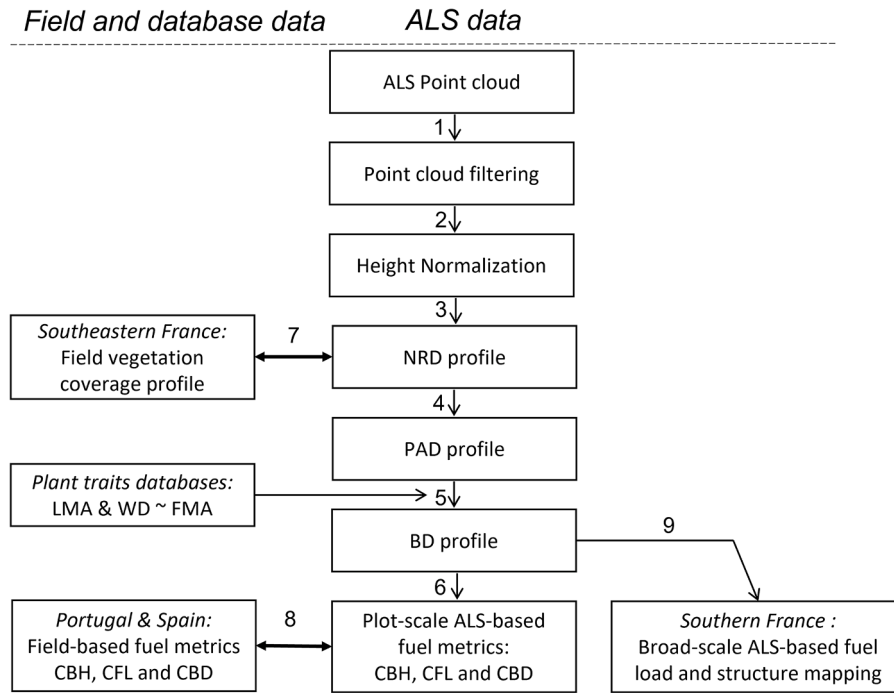 Field and database data
ALS data
ALS Point cloud
1
Point cloud filtering
2
Height Normalization
3
Southeastern France:
Field vegetation
coverage profile
7
NRD profile
4
PAD profile
Plant traits databases:
LMA & WD ~ FMA
5
BD profile
9
6
Portugal & Spain:
Field-based fuel metrics
CBH, CFL and CBD
8
Plot-scale ALS-based
fuel metrics:
CBH, CFL and CBD
Southern France :
Broad-scale ALS-based fuel
load and structure mapping